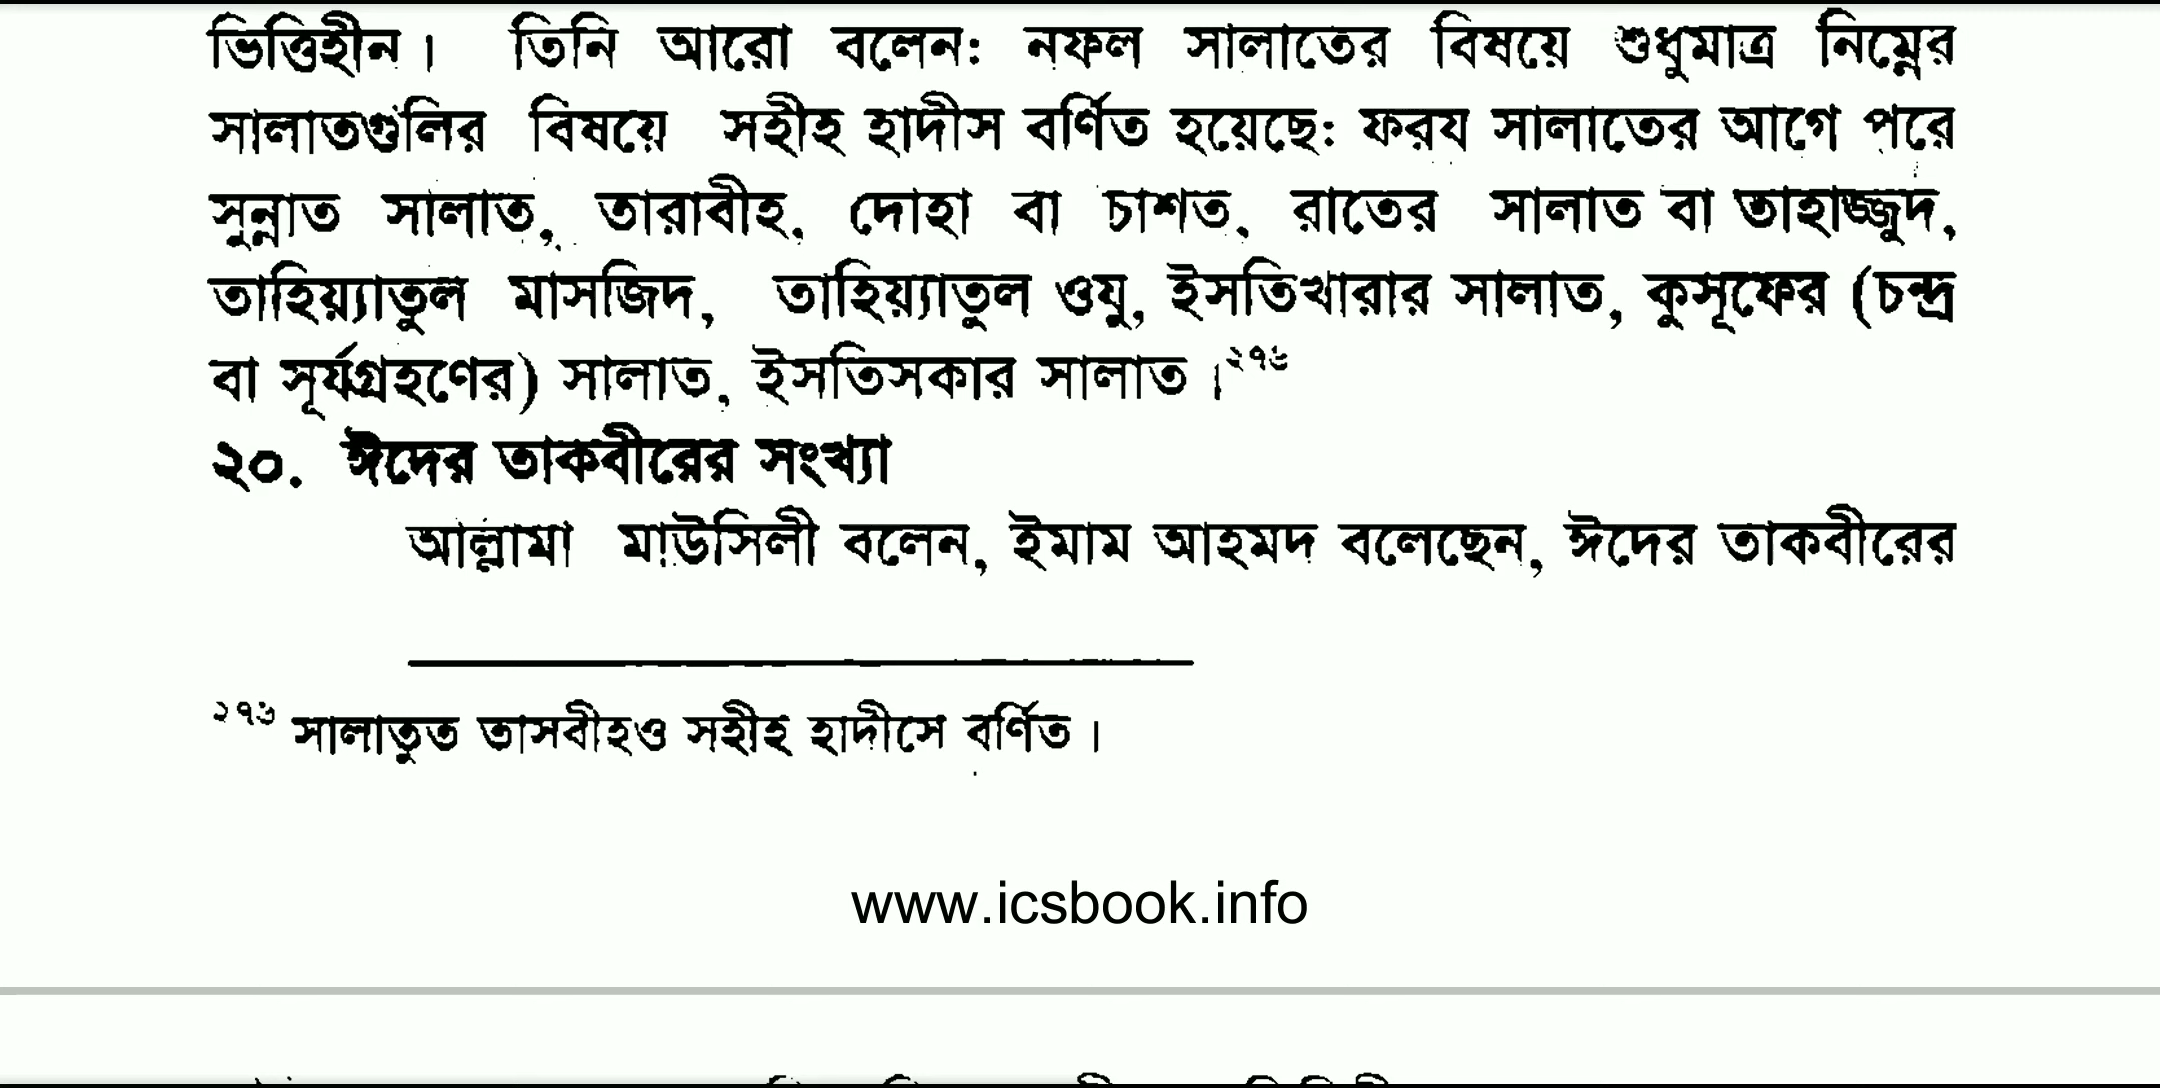 ভিত্তিহীন। তিনি আরো বলেন: নফল সালাতের বিষয়ে শুধুমাত্র নিম্নের
সালাতগুলির বিষয়ে সহীহ হাদীস বর্ণিত হয়েছে: ফরয সালাতের আগে পরে
সুন্নাত সালাত, তারাবীহ, দোহা বা চাশত, রাতের সালাত বা তাহাজ্জুদ,
তাহিয়্যাতুল মাসজিদ, তাহিয়্যাতুল ওযু, ইসতিখারার সালাত, কুসূফের (চন্দ্র
বা সূর্যগ্রহণের) সালাত, ইসতিসকার সালাত।২৭৬
২০. ঈদের তাকবীরের সংখ্যা
আল্লামা মাউসিলী বলেন, ইমাম আহমদ বলেছেন, ঈদের তাকবীরের
২৭৬ সালাতুত তাসবীহও সহীহ হাদীসে বর্ণিত।
www.icsbook.info